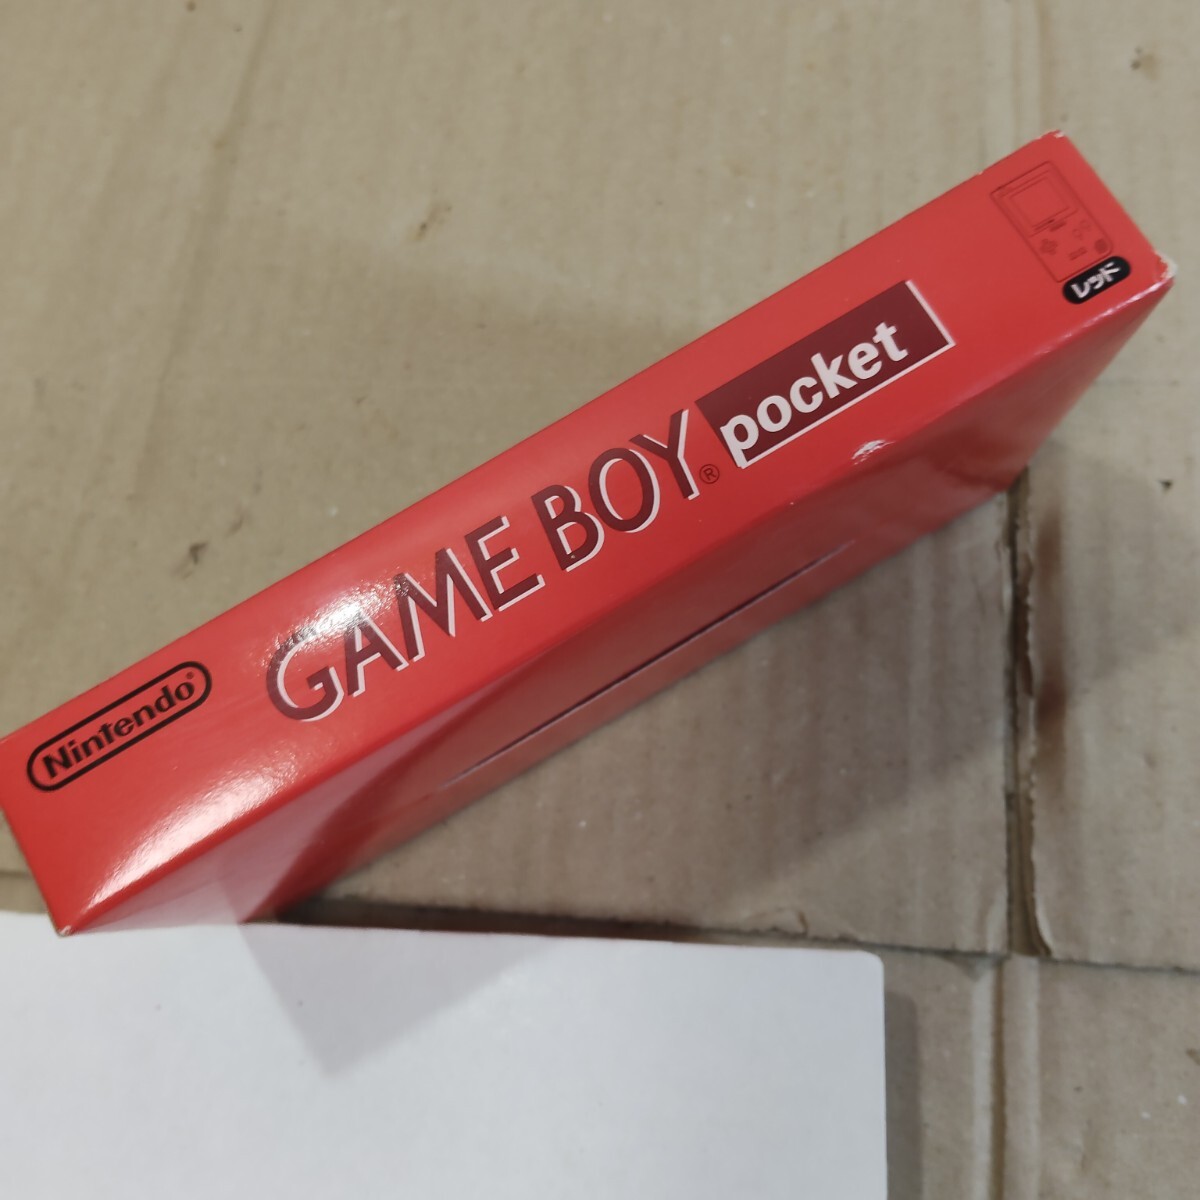 Nintendo®
GAME BOY® pocket
レッド